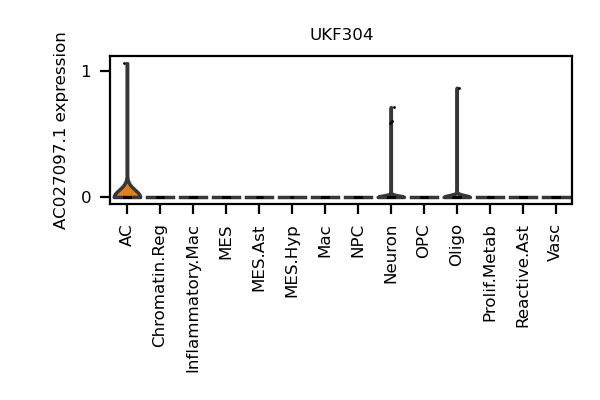 UKF304
AC027097.1 expression
1
0
AC
Chromatin.Reg
Inflammatory.Mac
MES
MES.Ast
MES.Hyp
Mac
NPC
Neuron
OPC
Oligo
Prolif.Metab
Reactive.Ast
Vasc